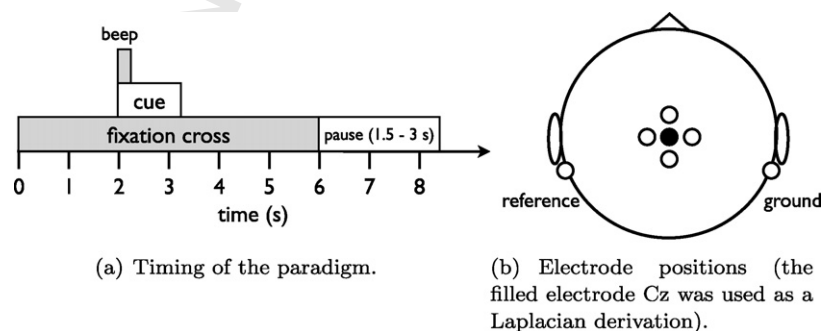 beep
cue
fixation cross
pause (1.5 - 3 s)
0 1 2 3 4 5 6 7 8
time (s)
(a) Timing of the paradigm.
reference
ground
(b) Electrode positions (the
filled electrode Cz was used as a
Laplacian derivation).